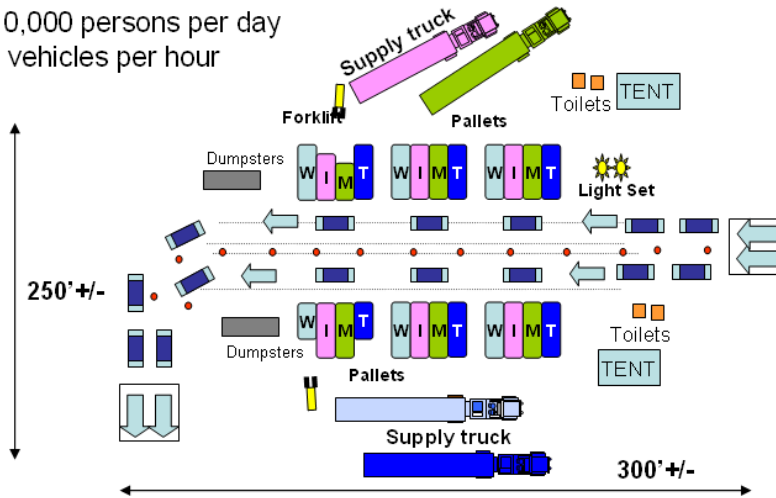 0,000 persons per day
vehicles per hour
Supply truck
Toilets
TENT
Forklift
Pallets
Dumpsters
W I M T
W I M T
W I M T
Light Set
250'+/-
W I M T
W I M T
W I M T
Dumpsters
Toilets
TENT
Pallets
Supply truck
300'+/-